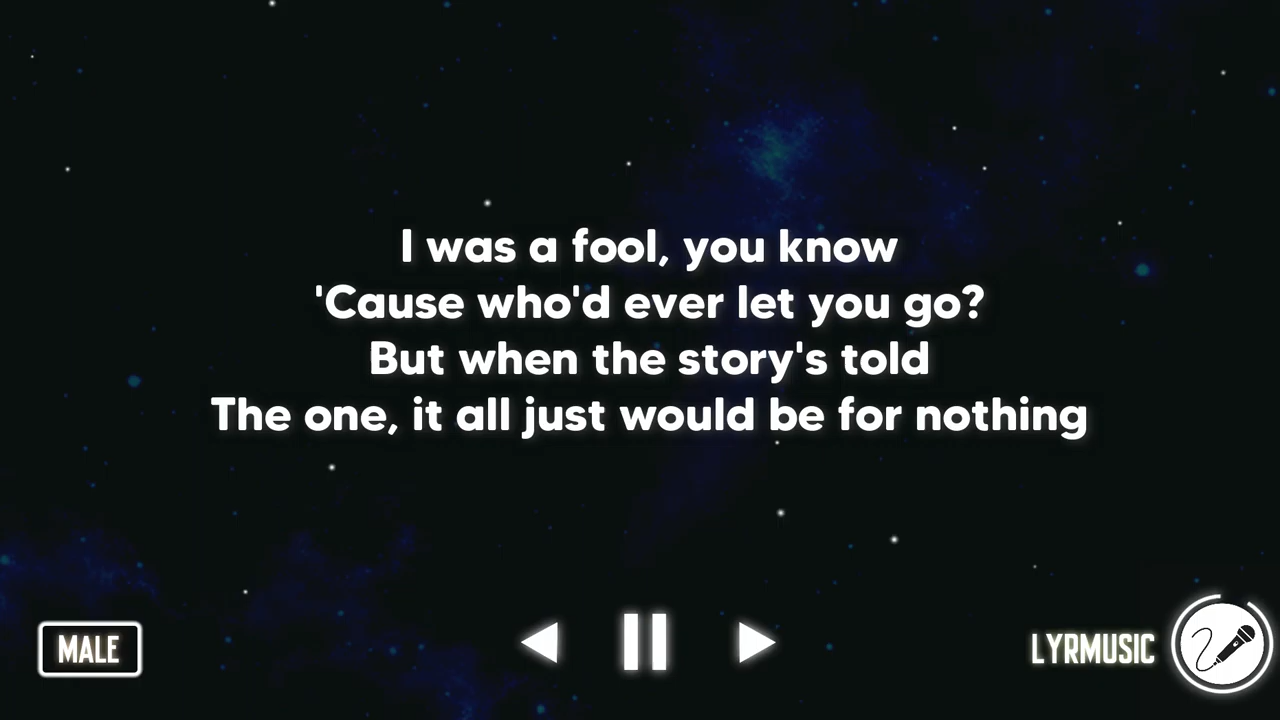 I was a fool, you know
'Cause who'd ever let you go?
But when the story's told
The one, it all just would be for nothing
MALE
LYRMUSIC